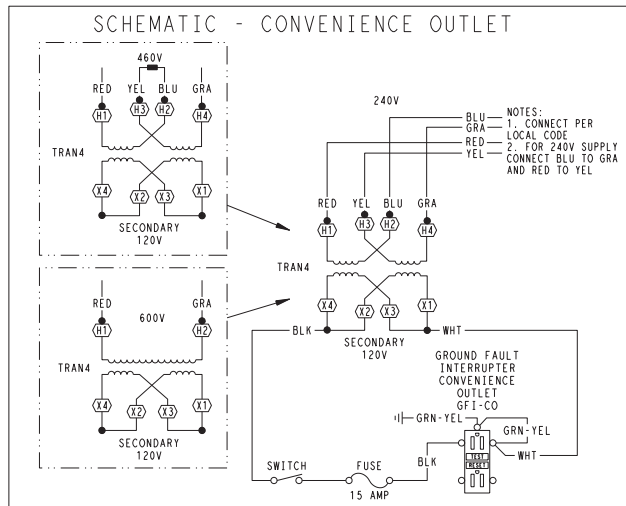 SCHEMATIC - CONVENIENCE OUTLET
460V
RED YEL BLU GRA
H1 H3 H2 H4
TRAN4
X4 X2 X3 X1
SECONDARY
120V
RED GRA
600V
H1 H2
TRAN4
X4 X2 X3 X1
SECONDARY
120V
240V
BLU
GRA
RED
YEL
NOTES:
1. CONNECT PER
LOCAL CODE
2. FOR 240V SUPPLY
CONNECT BLU TO GRA
AND RED TO YEL
RED YEL BLU GRA
H1 H3 H2 H4
TRAN4
X4 X2 X3 X1
BLK
WHT
SECONDARY
120V
GROUND FAULT
INTERRUPTER
CONVENIENCE
OUTLET
GFI-CO
GRN-YEL
GRN-YEL
WHT
BLK
TEST
RESET
SWITCH
FUSE
15 AMP